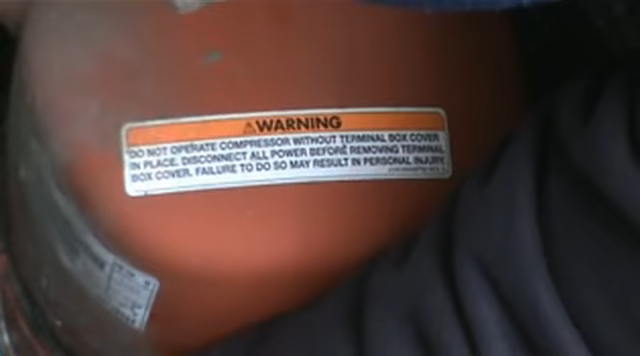 ⚠WARNING
DO NOT OPERATE COMPRESSOR WITHOUT TERMINAL BOX COVER
IN PLACE. DISCONNECT ALL POWER BEFORE REMOVING TERMINAL
BOX COVER. FAILURE TO DO SO MAY RESULT IN PERSONAL INJURY